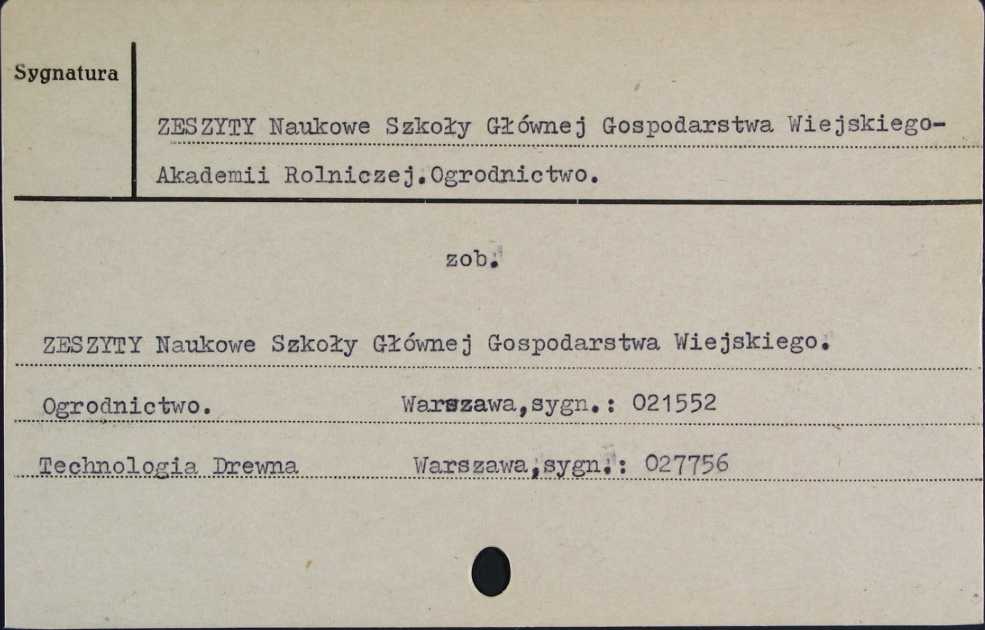 Sygnatura
ZESZYTY Naukowe Szkoły Głównej Gospodarstwa Wiejskiego-
Akademii Rolniczej.Ogrodnictwo.
zob.
ZESZYTY Naukowe Szkoły Głównej Gospodarstwa Wiejskiego.
Ogrodnictwo. Warszawa,sygn.: 021552
Technologia Drewna Warszawa,sygn.: 027756